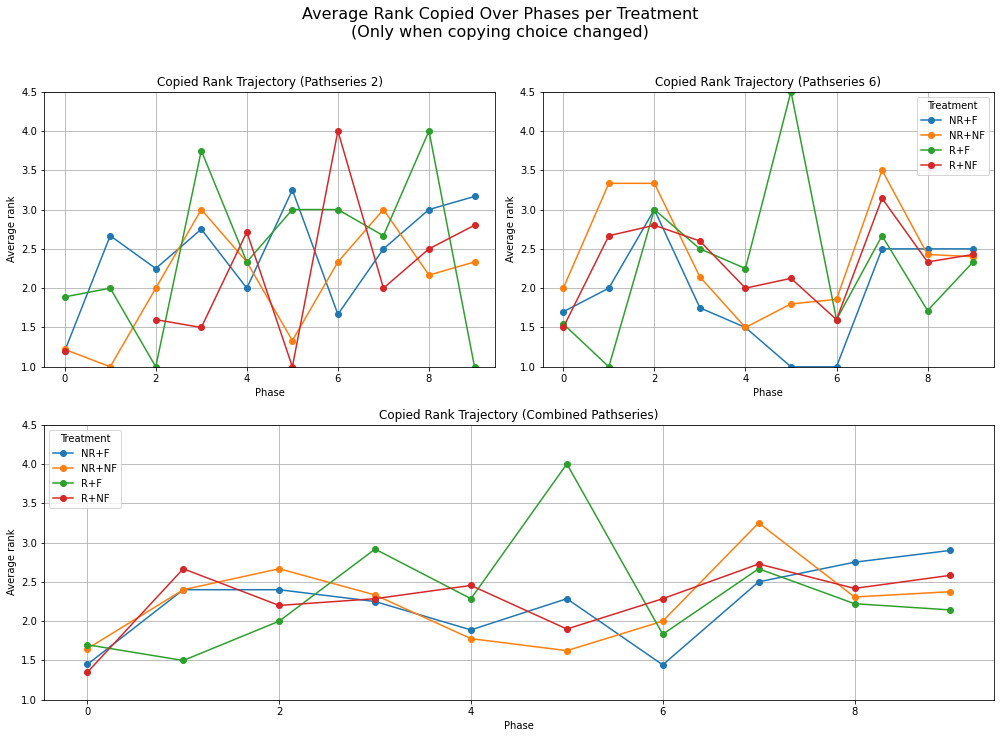 Average Rank Copied Over Phases per Treatment
(Only when copying choice changed)
Copied Rank Trajectory (Pathseries 2)
4.5
4.0
3.5
3.0
2.5
2.0
1.5
1.0
Average rank
0
2
4
6
8
Phase
Copied Rank Trajectory (Pathseries 6)
4.5
4.0
3.5
3.0
2.5
2.0
1.5
1.0
Average rank
0
2
4
6
8
Phase
Treatment
NR+F
NR+NF
R+F
R+NF
Copied Rank Trajectory (Combined Pathseries)
4.5
4.0
3.5
3.0
2.5
2.0
1.5
1.0
Average rank
0
2
4
6
8
Phase
Treatment
NR+F
NR+NF
R+F
R+NF